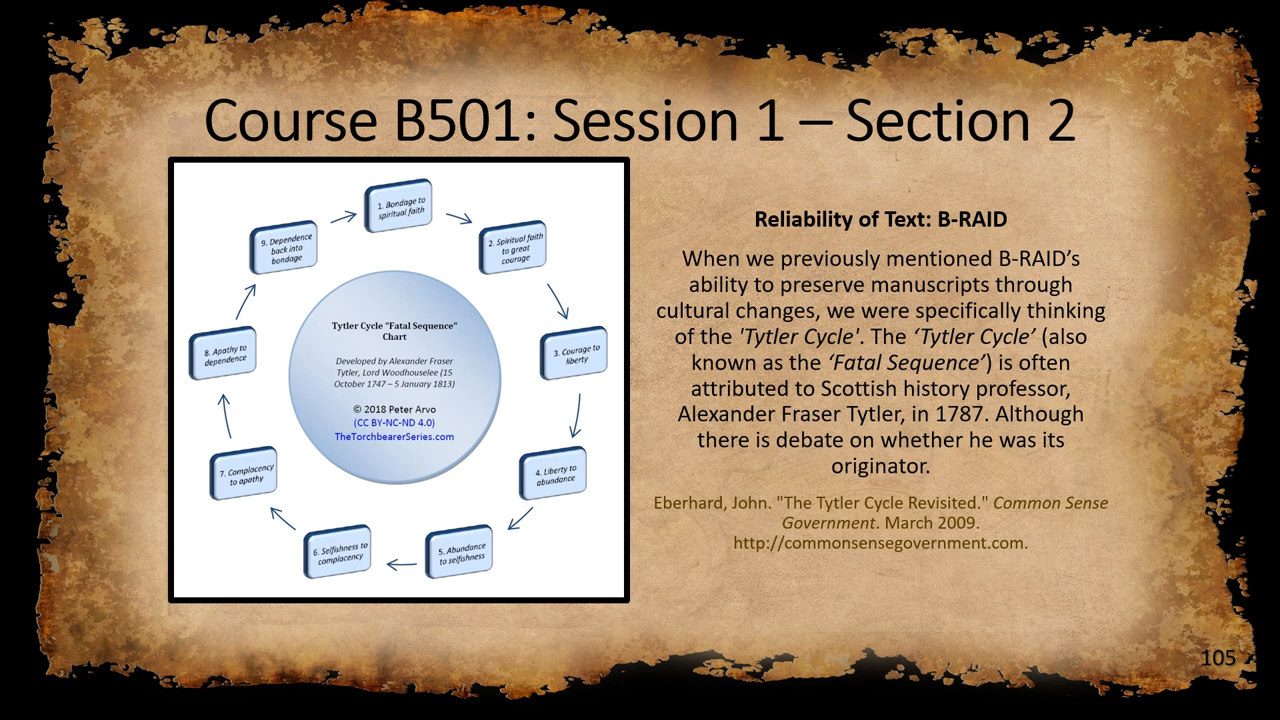 Course B501: Session 1 – Section 2
1. Bondage to
spiritual faith
2. Spiritual faith
to great
courage
3. Courage to
liberty
4. Liberty to
abundance
5. Abundance
to selfishness
6. Selfishness to
complacency
7. Complacency
to apathy
8. Apathy to
dependence
9. Dependence
back into
bondage
Tytler Cycle "Fatal Sequence"
Chart
Developed by Alexander Fraser
Tytler, Lord Woodhouselee (15
October 1747 – 5 January 1813)
© 2018 Peter Arvo
(CC BY-NC-ND 4.0)
TheTorchbearerSeries.com
Reliability of Text: B-RAID
When we previously mentioned B-RAID’s
ability to preserve manuscripts through
cultural changes, we were specifically thinking
of the 'Tytler Cycle'. The ‘Tytler Cycle’ (also
known as the ‘Fatal Sequence’) is often
attributed to Scottish history professor,
Alexander Fraser Tytler, in 1787. Although
there is debate on whether he was its
originator.
Eberhard, John. "The Tytler Cycle Revisited." Common Sense
Government. March 2009.
http://commonsensegovernment.com.
105